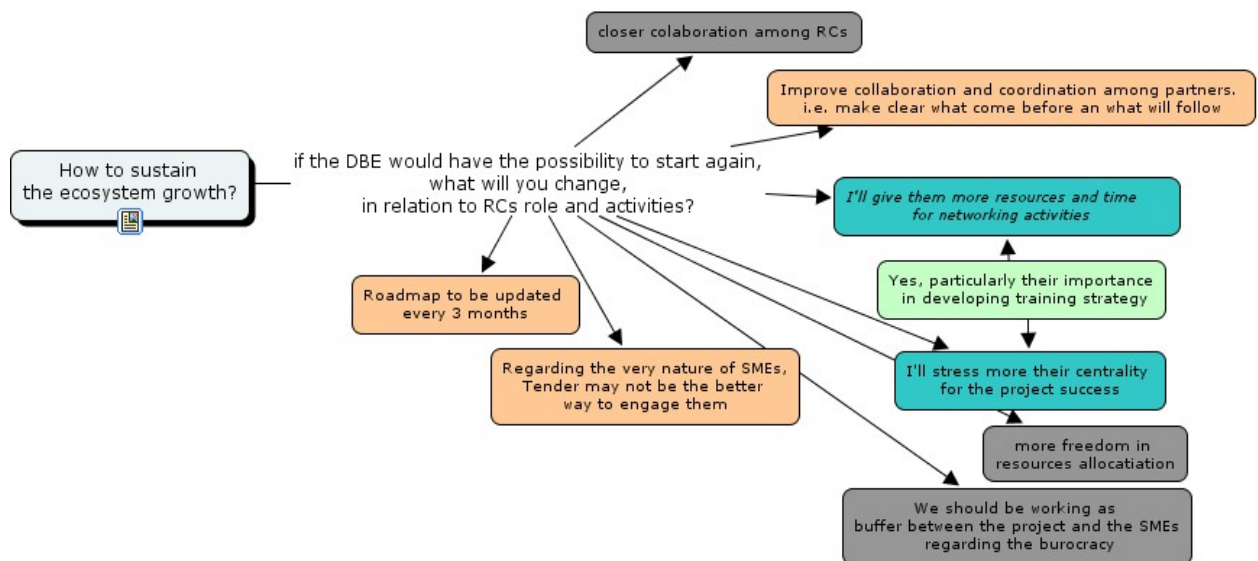 closer colaboration among RCs
Improve collaboration and coordination among partners.
i.e. make clear what come before an what will follow
How to sustain
the ecosystem growth?
if the DBE would have the possibility to start again,
what will you change,
in relation to RCs role and activities?
I'll give them more resources and time
for networking activities
Yes, particularly their importance
in developing training strategy
Roadmap to be updated
every 3 months
Regarding the very nature of SMEs,
Tender may not be the better
way to engage them
I'll stress more their centrality
for the project success
more freedom in
resources allocatiation
We should be working as
buffer between the project and the SMEs
regarding the burocracy